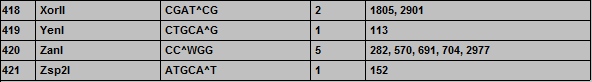 418 XorII CGAT^CG 2 1805, 2901
419 YenI CTGCA^G 1 113
420 ZanI CC^WGG 5 282, 570, 691, 704, 2977
421 Zsp2I ATGCA^T 1 152